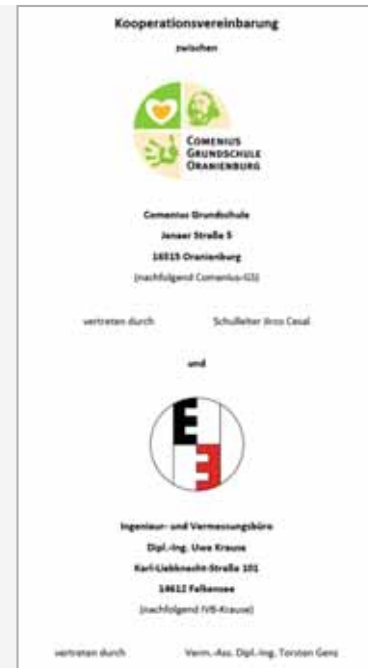 Kooperationsvereinbarung
zwischen
COMENIUS
GRUNDSCHULE
ORANIENBURG
Comenius Grundschule
Jenaer Straße 5
16515 Oranienburg
(nachfolgend Comenius-GS)
vertreten durch Schulleiter Cesal
und
Ingenieur- und Vermessungsbüro
Dipl.-Ing. Uwe Krause
Karl-Liebknecht-Straße 101
14612 Falkensee
(nachfolgend IVB-Krause)
vertreten durch Verm.-Ass. Dipl.-Ing. Torsten Genz